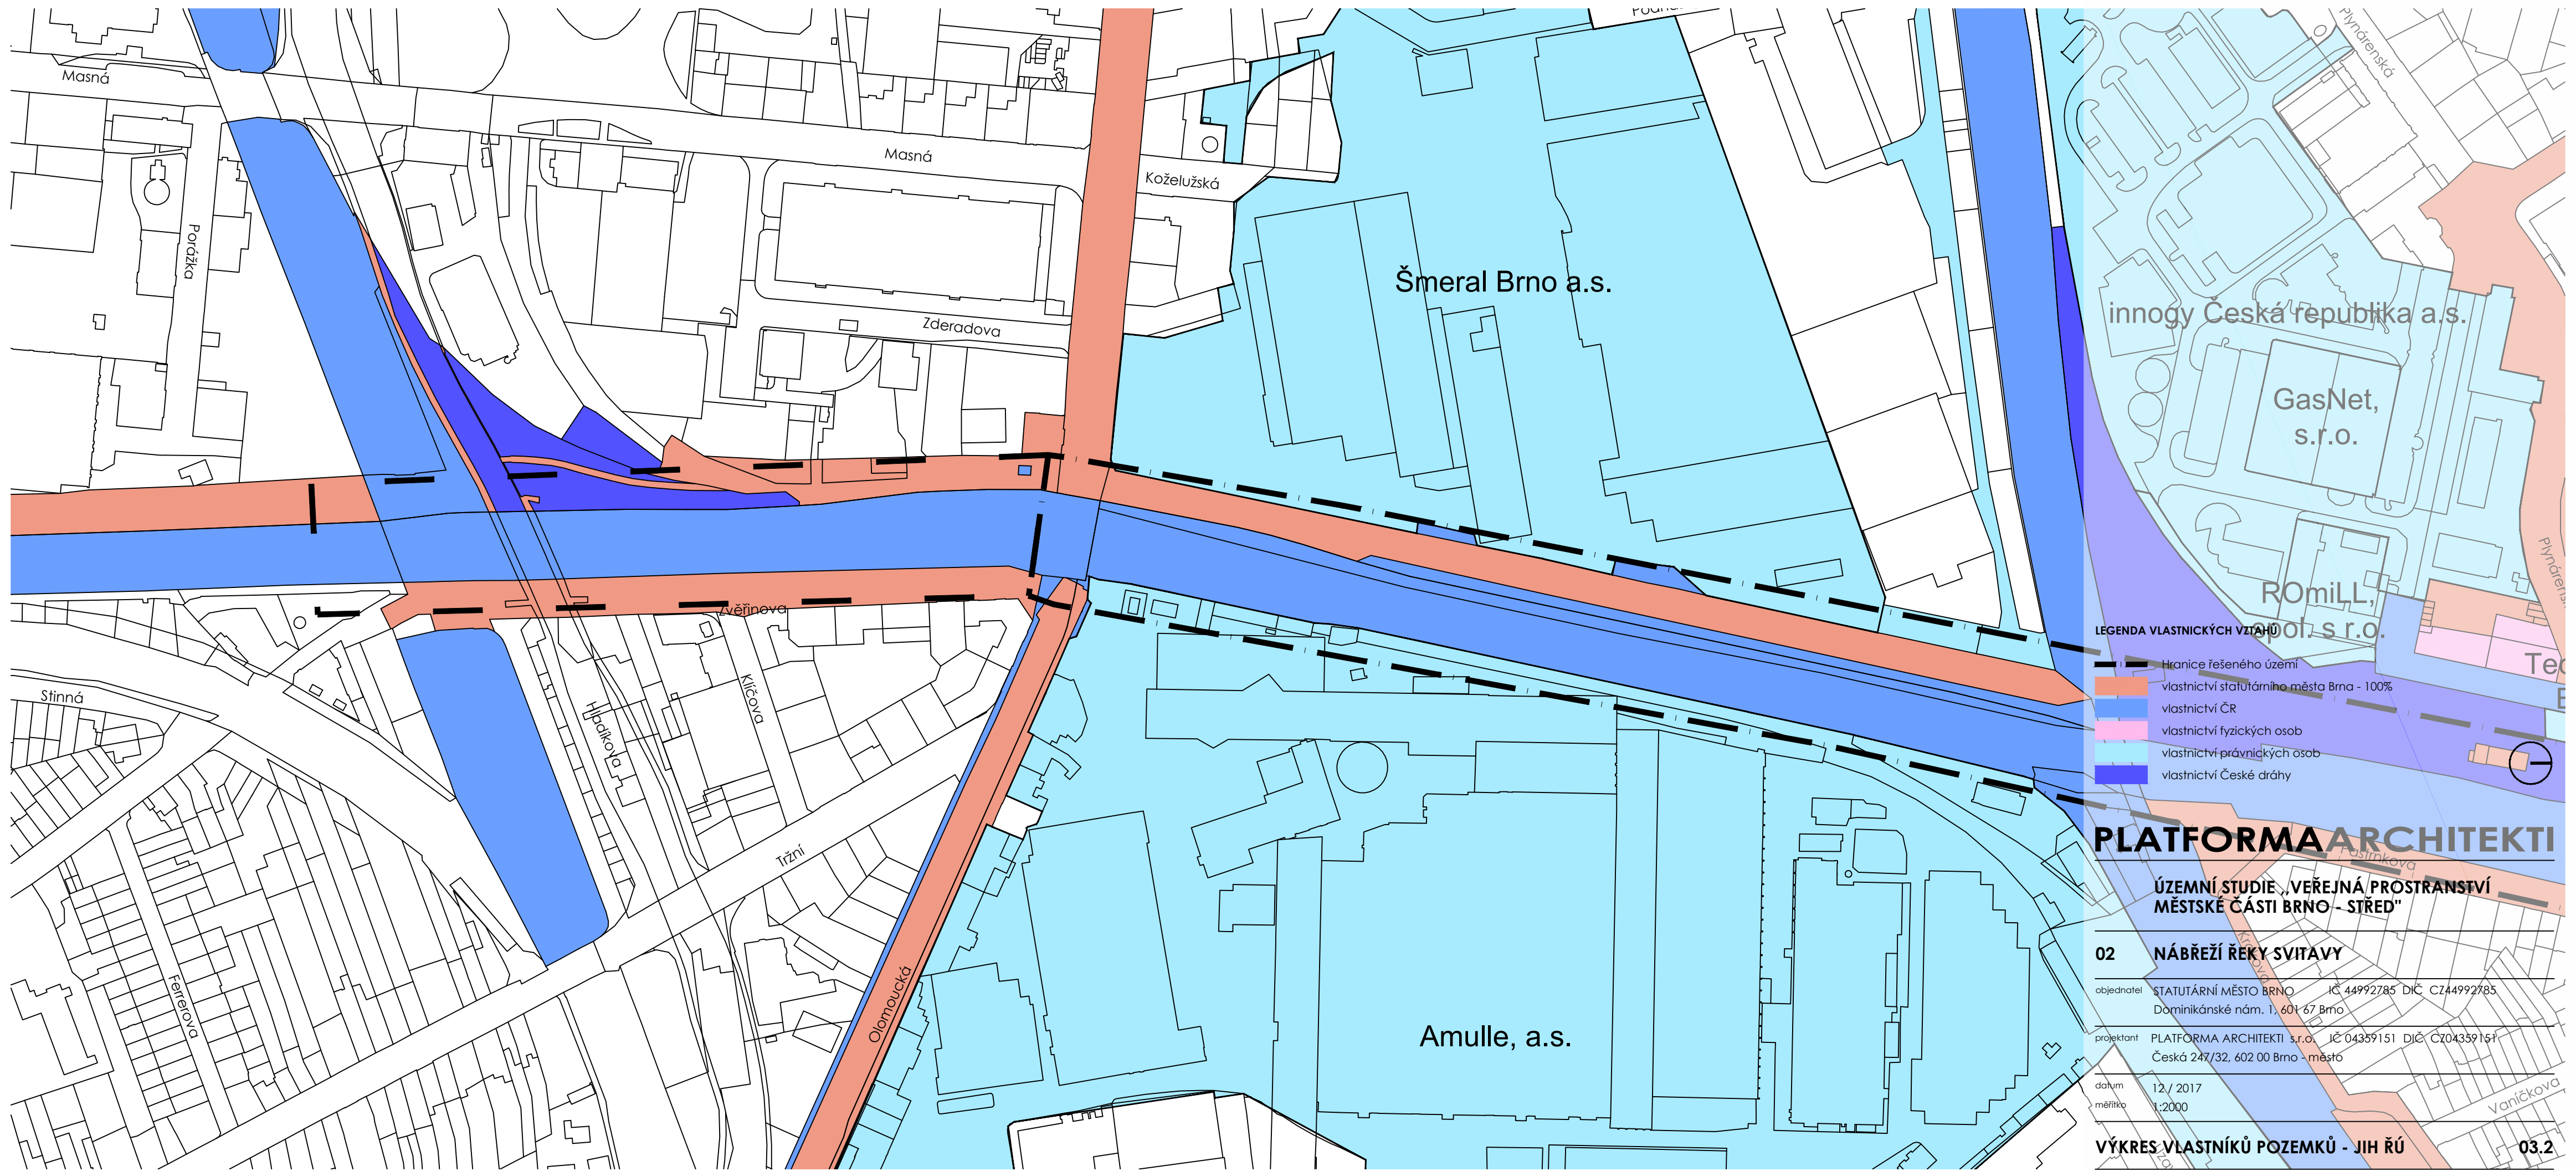 Masná
Porážka
Masná
Koželužská
Zderadova
Šmeral Brno a.s.
Plynárenská
innogy Česká republika a.s.
GasNet,
s.r.o.
ROmiLL,
spol. s r.o.
Zvěřinova
Stinná
Hladíkova
Klíčova
Tržní
Ferrerova
Olomoucká
Amulle, a.s.
LEGENDA VLASTNICKÝCH VZTAHŮ
Hranice řešeného území
vlastnictví statutárního města Brna - 100%
vlastnictví ČR
vlastnictví fyzických osob
vlastnictví právnických osob
vlastnictví České dráhy
PLATFORMAARCHITEKTI
Pastrnkova
ÚZEMNÍ STUDIE ,,VEŘEJNÁ PROSTRANSTVÍ
MĚSTSKÉ ČÁSTI BRNO - STŘED"
02 NÁBŘEŽÍ ŘEKY SVITAVY
objednatel STATUTÁRNÍ MĚSTO BRNO IČ 44992785 DIČ CZ44992785
Dominikánské nám. 1, 601 67 Brno
projektant PLATFORMA ARCHITEKTI s.r.o. IČ 04359151 DIČ CZ04359151
Česká 247/32, 602 00 Brno - město
datum 12 / 2017
měřítko 1:2000
Vaníčkova
VÝKRES VLASTNÍKŮ POZEMKŮ - JIH ŘÚ 03.2